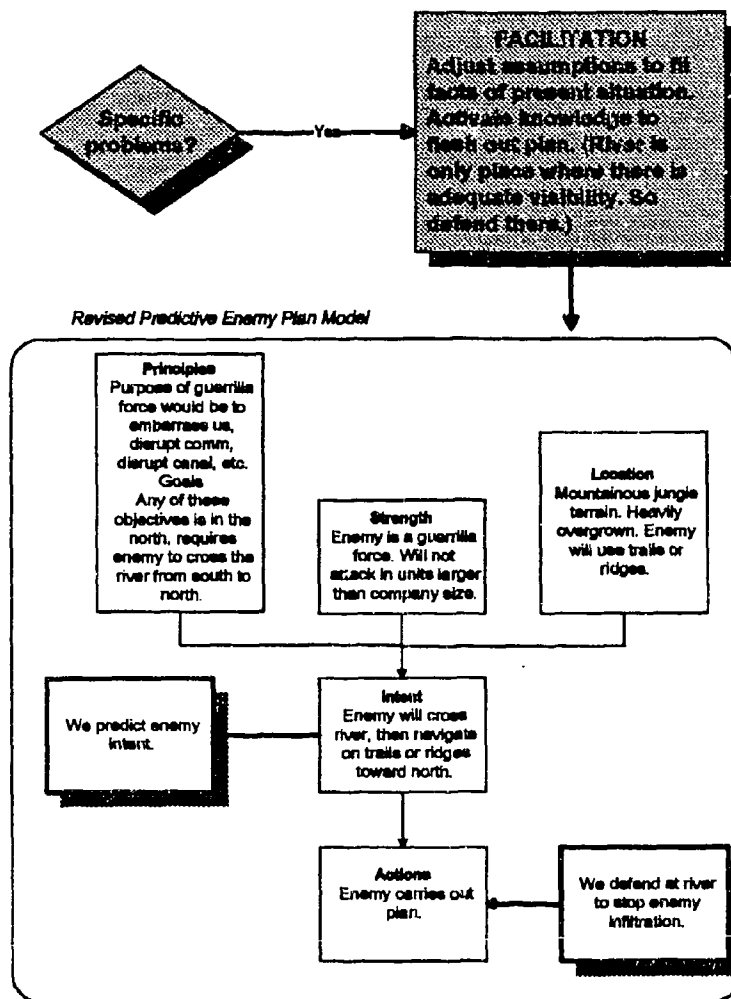 Specific
problems?
Yes
FACILITATION
Adjust assumptions to fit
facts of present situation.
Activate knowledge to
flesh out plan. (River is
only place where there is
adequate visibility. So
defend there.)
Revised Predictive Enemy Plan Model
Principles
Purpose of guerrilla
force would be to
embarrass us,
disrupt comm,
disrupt canal, etc.
Goals
Any of these
objectives is in the
north, requires
enemy to cross the
river from south to
north.
Strength
Enemy is a guerrilla
force. Will not
attack in units larger
than company size.
Location
Mountainous jungle
terrain. Heavily
overgrown. Enemy
will use trails or
ridges.
We predict enemy
intent.
Intent
Enemy will cross
river, then navigate
on trails or ridges
toward north.
Actions
Enemy carries out
plan.
We defend at river
to stop enemy
infiltration.